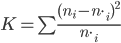 K = ∑ (n_i − n·_i)² / n·_i